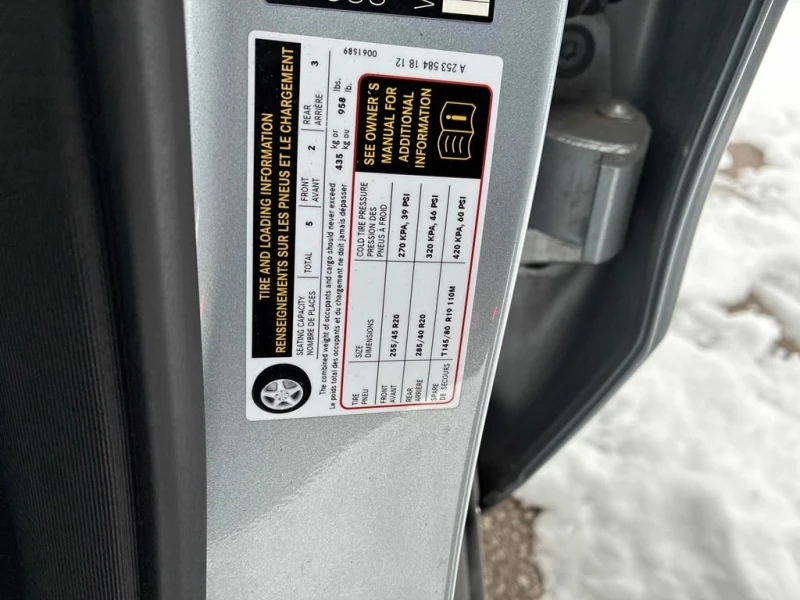 TIRE AND LOADING INFORMATION
RENSEIGNEMENTS SUR LES PNEUS ET LE CHARGEMENT
SEATING CAPACITY TOTAL 5 FRONT 2 REAR 3
NOMBRE DE PLACES AVANT ARRIÈRE
The combined weight of occupants and cargo should never exceed 435 kg or 958 lbs.
Le poids total des occupants et du chargement ne doit jamais dépasser kg ou lb.
TIRE SIZE COLD TIRE PRESSURE
PNEU DIMENSIONS PRESSION DES
PNEUS À FROID
FRONT 255/45 R20 270 KPA, 39 PSI
AVANT
REAR 285/40 R20 320 KPA, 46 PSI
ARRIÈRE
SPARE T145/80 R19 110M 420 KPA, 60 PSI
DE SECOURS
SEE OWNER'S
MANUAL FOR
ADDITIONAL
INFORMATION
0061589
A 253 584 18 12